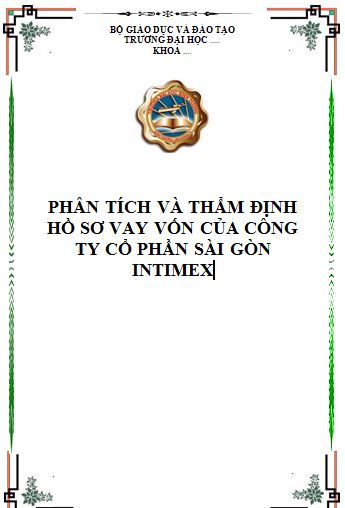 BỘ GIÁO DỤC VÀ ĐÀO TẠO
TRƯỜNG ĐẠI HỌC ....
KHOA ....
PHÂN TÍCH VÀ THẨM ĐỊNH
HỒ SƠ VAY VỐN CỦA CÔNG
TY CỔ PHẦN SÀI GÒN
INTIMEX